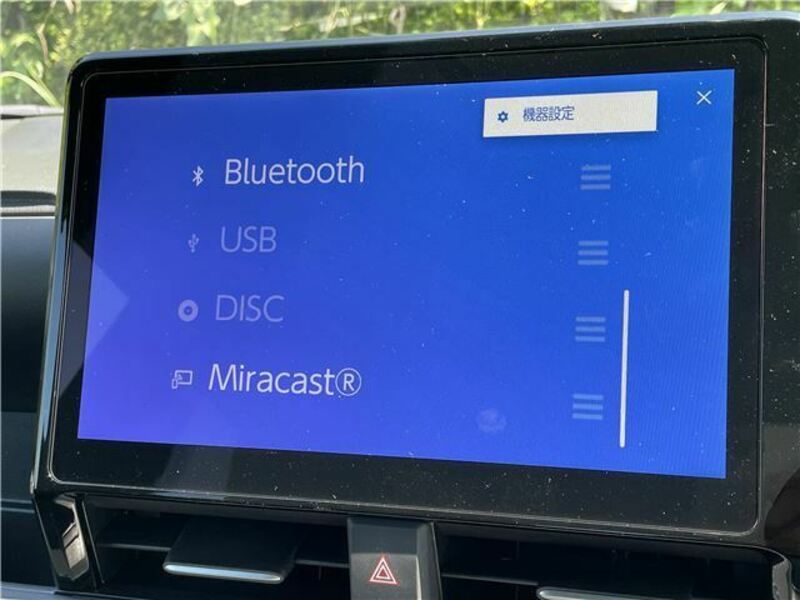 機器設定
Bluetooth
USB
DISC
Miracast®